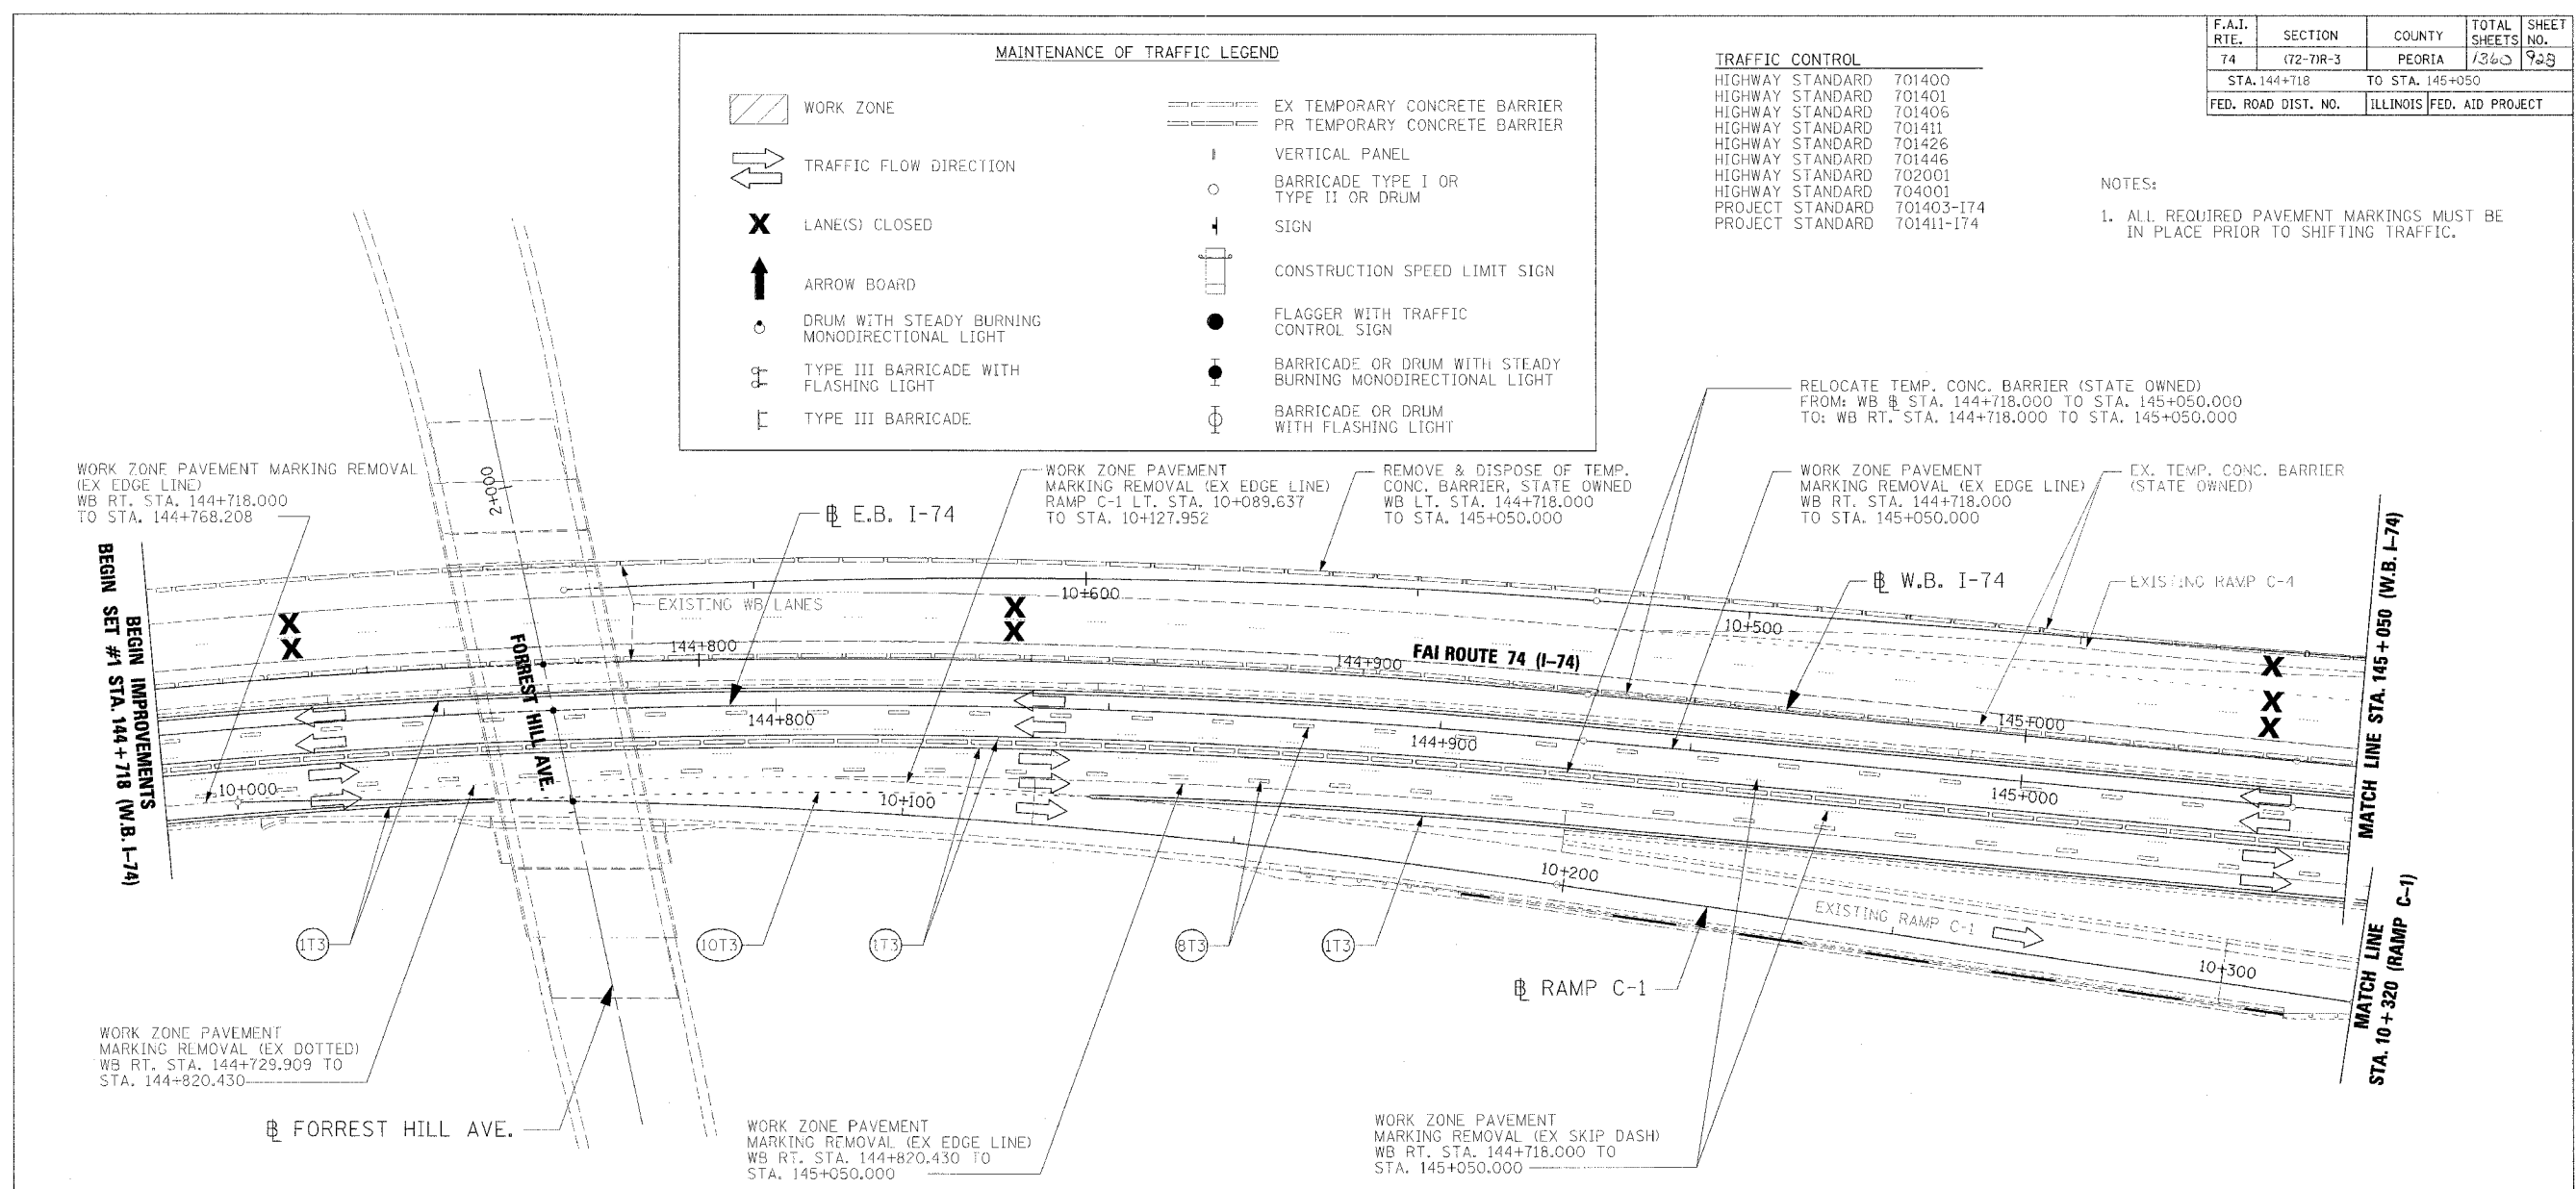 F.A.I. RTE. SECTION COUNTY TOTAL SHEETS SHEET NO.
74 (72-7)R-3 PEORIA 1360 928
STA. 144+718 TO STA. 145+050
FED. ROAD DIST. NO. ILLINOIS FED. AID PROJECT
MAINTENANCE OF TRAFFIC LEGEND
WORK ZONE
TRAFFIC FLOW DIRECTION
LANE(S) CLOSED
ARROW BOARD
DRUM WITH STEADY BURNING
MONODIRECTIONAL LIGHT
TYPE III BARRICADE WITH
FLASHING LIGHT
TYPE III BARRICADE
EX TEMPORARY CONCRETE BARRIER
PR TEMPORARY CONCRETE BARRIER
VERTICAL PANEL
BARRICADE TYPE I OR
TYPE II OR DRUM
SIGN
CONSTRUCTION SPEED LIMIT SIGN
FLAGGER WITH TRAFFIC
CONTROL SIGN
BARRICADE OR DRUM WITH STEADY
BURNING MONODIRECTIONAL LIGHT
BARRICADE OR DRUM
WITH FLASHING LIGHT
TRAFFIC CONTROL
HIGHWAY STANDARD 701400
HIGHWAY STANDARD 701401
HIGHWAY STANDARD 701406
HIGHWAY STANDARD 701411
HIGHWAY STANDARD 701426
HIGHWAY STANDARD 701446
HIGHWAY STANDARD 702001
HIGHWAY STANDARD 704001
PROJECT STANDARD 701403-I74
PROJECT STANDARD 701411-I74
NOTES:
1. ALL REQUIRED PAVEMENT MARKINGS MUST BE
IN PLACE PRIOR TO SHIFTING TRAFFIC.
RELOCATE TEMP. CONC. BARRIER (STATE OWNED)
FROM: WB ℄ STA. 144+718.000 TO STA. 145+050.000
TO: WB RT. STA. 144+718.000 TO STA. 145+050.000
WORK ZONE PAVEMENT MARKING REMOVAL
(EX EDGE LINE)
WB RT. STA. 144+718.000
TO STA. 144+768.208
WORK ZONE PAVEMENT
MARKING REMOVAL (EX EDGE LINE)
RAMP C-1 LT. STA. 10+089.637
TO STA. 10+127.952
REMOVE & DISPOSE OF TEMP.
CONC. BARRIER, STATE OWNED
WB LT. STA. 144+718.000
TO STA. 145+050.000
WORK ZONE PAVEMENT
MARKING REMOVAL (EX EDGE LINE)
WB RT. STA. 144+718.000
TO STA. 145+050.000
EX. TEMP. CONC. BARRIER
(STATE OWNED)
2+000
℄ E.B. I-74
℄ W.B. I-74
EXISTING RAMP C-4
EXISTING WB LANES
10+600
10+500
BEGIN IMPROVEMENTS
BEGIN SET #1 STA. 144+718 (W.B. I-74)
FORREST HILL AVE.
144+800
144+900
FAI ROUTE 74 (I-74)
145+000
144+800
144+900
145+000
10+000
10+100
10+200
10+300
EXISTING RAMP C-1
MATCH LINE STA. 145+050 (W.B. I-74)
MATCH LINE
STA. 10+320 (RAMP C-1)
1T3
10T3
1T3
8T3
1T3
℄ RAMP C-1
WORK ZONE PAVEMENT
MARKING REMOVAL (EX DOTTED)
WB RT. STA. 144+729.909 TO
STA. 144+820.430
℄ FORREST HILL AVE.
WORK ZONE PAVEMENT
MARKING REMOVAL (EX EDGE LINE)
WB RT. STA. 144+820.430 TO
STA. 145+050.000
WORK ZONE PAVEMENT
MARKING REMOVAL (EX SKIP DASH)
WB RT. STA. 144+718.000 TO
STA. 145+050.000